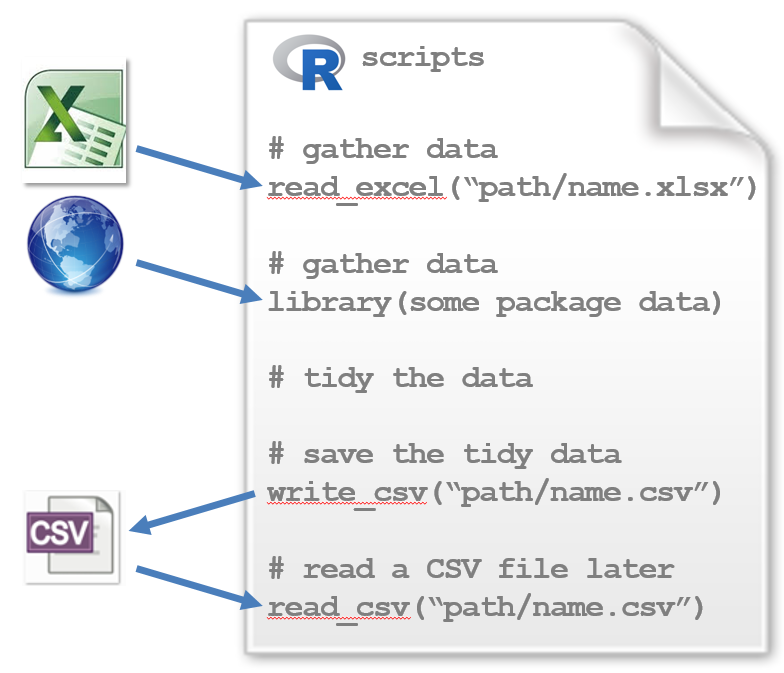 R scripts
# gather data
read_excel(“path/name.xlsx”)
# gather data
library(some package data)
# tidy the data
# save the tidy data
write_csv(“path/name.csv”)
CSV
# read a CSV file later
read_csv(“path/name.csv”)